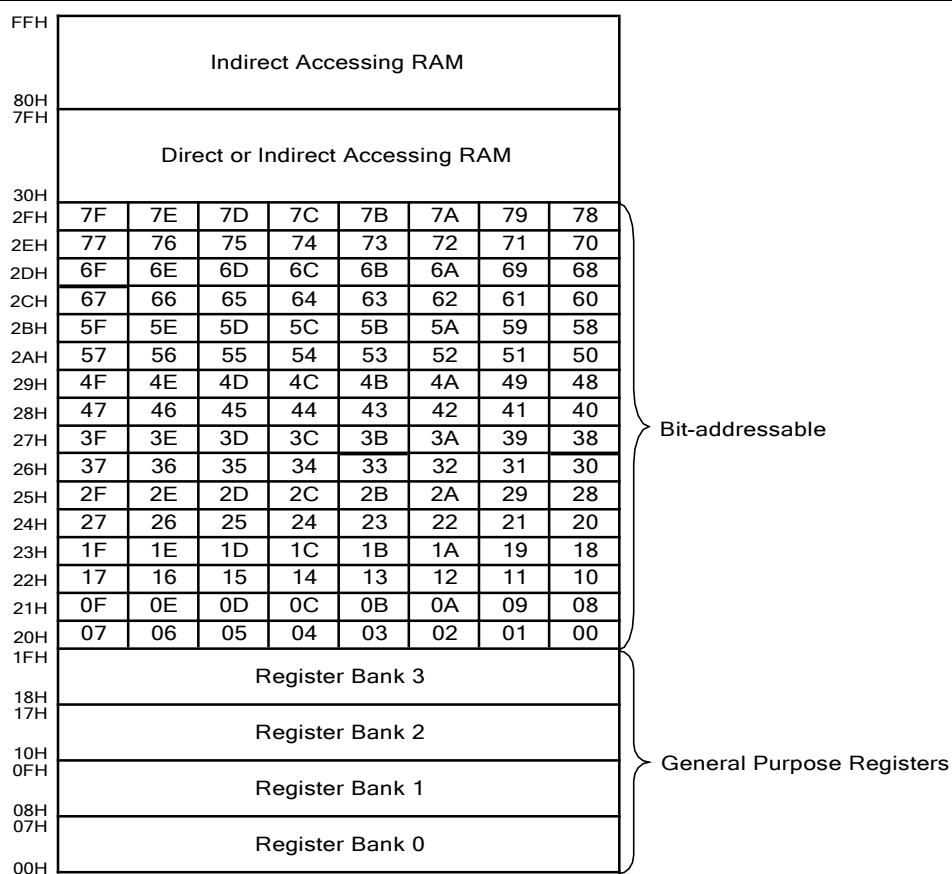 FFH
Indirect Accessing RAM
80H
7FH
Direct or Indirect Accessing RAM
30H
2FH 7F 7E 7D 7C 7B 7A 79 78
2EH 77 76 75 74 73 72 71 70
2DH 6F 6E 6D 6C 6B 6A 69 68
2CH 67 66 65 64 63 62 61 60
2BH 5F 5E 5D 5C 5B 5A 59 58
2AH 57 56 55 54 53 52 51 50
29H 4F 4E 4D 4C 4B 4A 49 48
28H 47 46 45 44 43 42 41 40
Bit-addressable
27H 3F 3E 3D 3C 3B 3A 39 38
26H 37 36 35 34 33 32 31 30
25H 2F 2E 2D 2C 2B 2A 29 28
24H 27 26 25 24 23 22 21 20
23H 1F 1E 1D 1C 1B 1A 19 18
22H 17 16 15 14 13 12 11 10
21H 0F 0E 0D 0C 0B 0A 09 08
20H 07 06 05 04 03 02 01 00
1FH
Register Bank 3
18H
17H
Register Bank 2
10H
General Purpose Registers
0FH
Register Bank 1
08H
07H
Register Bank 0
00H